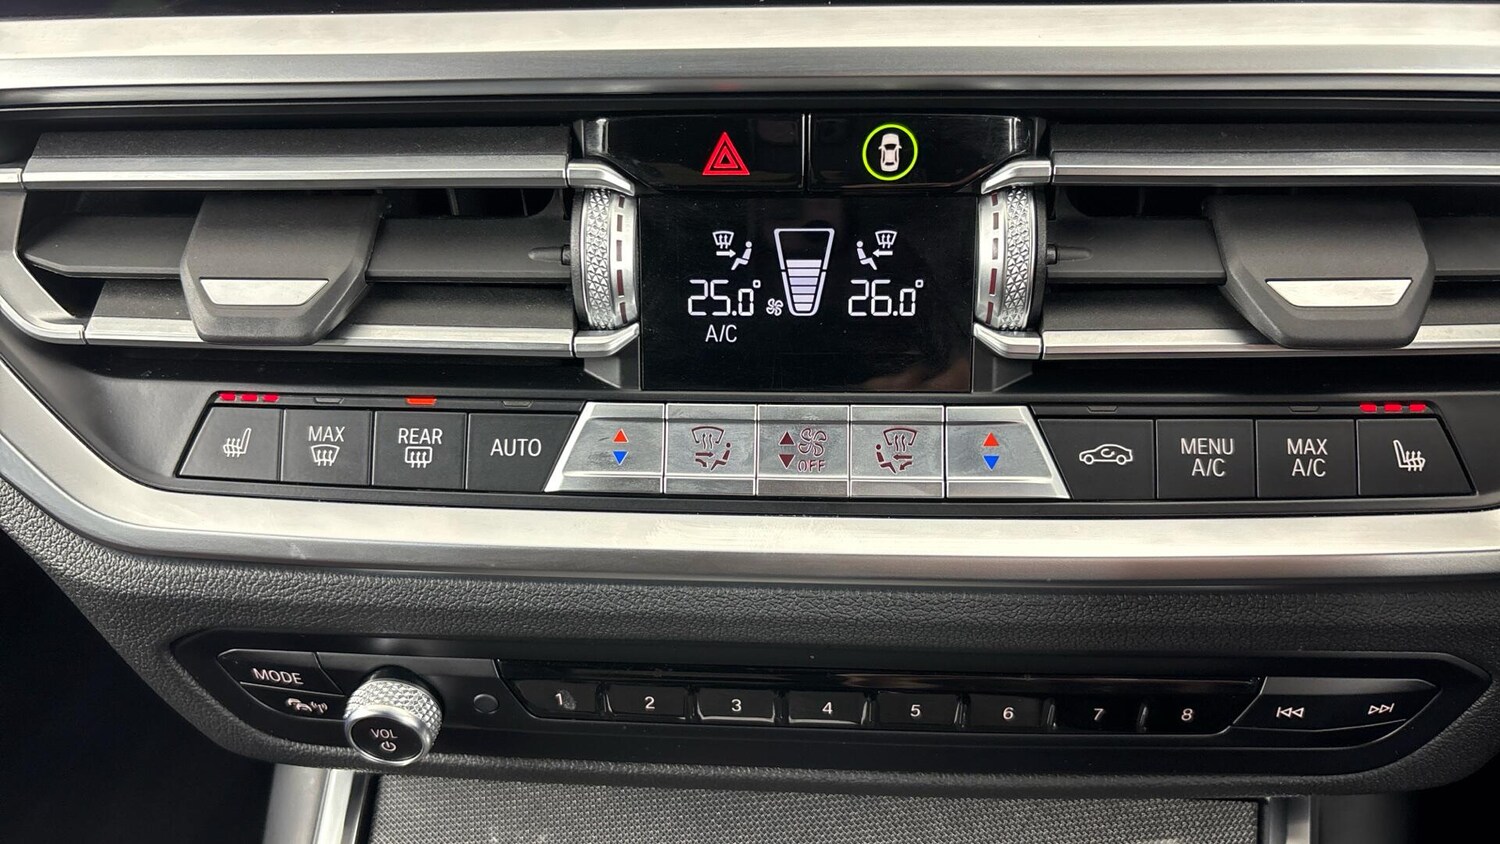 25.0°
26.0°
A/C
MAX
REAR
AUTO
OFF
MENU
A/C
MAX
A/C
MODE
VOL
1 2 3 4 5 6 7 8